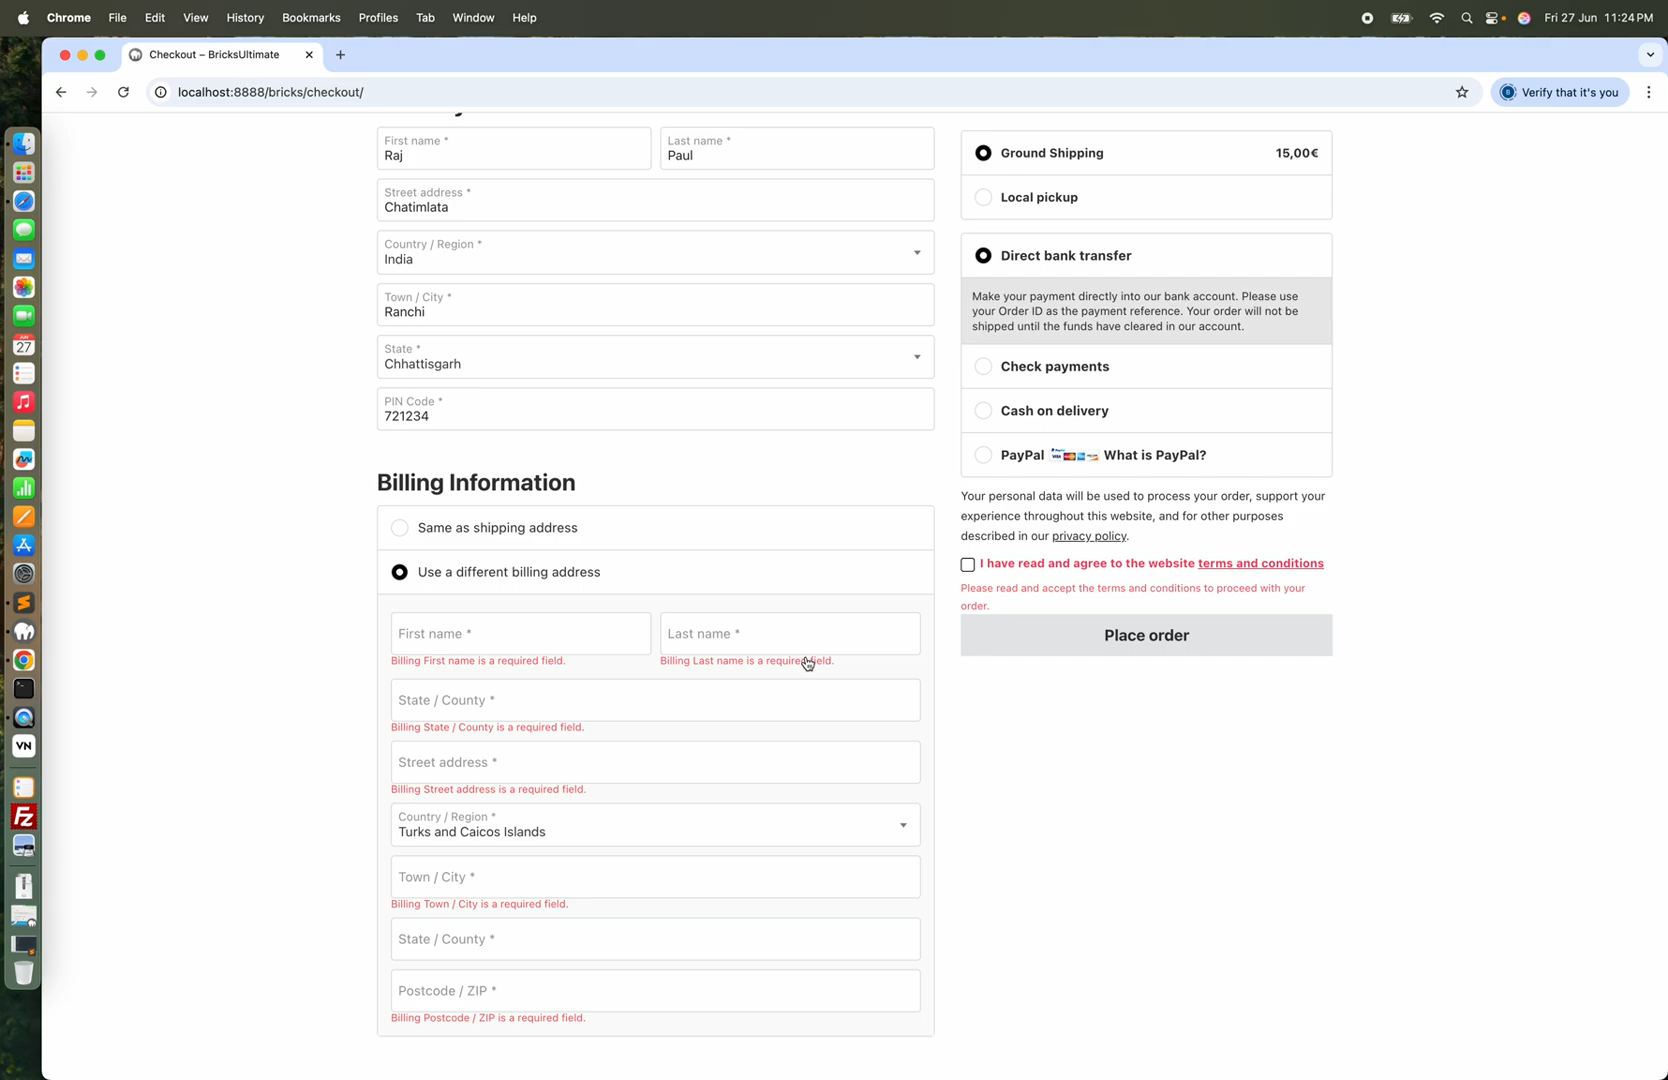 Chrome File Edit View History Bookmarks Profiles Tab Window Help Fri 27 Jun 11:24 PM
Checkout – BricksUltimate
localhost:8888/bricks/checkout/
Verify that it's you
First name *
Raj
Last name *
Paul
Street address *
Chatimlata
Country / Region *
India
Town / City *
Ranchi
State *
Chhattisgarh
PIN Code *
721234
Billing Information
Same as shipping address
Use a different billing address
First name *
Billing First name is a required field.
Last name *
Billing Last name is a required field.
State / County *
Billing State / County is a required field.
Street address *
Billing Street address is a required field.
Country / Region *
Turks and Caicos Islands
Town / City *
Billing Town / City is a required field.
State / County *
Postcode / ZIP *
Billing Postcode / ZIP is a required field.
Ground Shipping 15,00€
Local pickup
Direct bank transfer
Make your payment directly into our bank account. Please use
your Order ID as the payment reference. Your order will not be
shipped until the funds have cleared in our account.
Check payments
Cash on delivery
PayPal What is PayPal?
Your personal data will be used to process your order, support your
experience throughout this website, and for other purposes
described in our privacy policy.
I have read and agree to the website terms and conditions
Please read and accept the terms and conditions to proceed with your
order.
Place order
27
VN
FZ